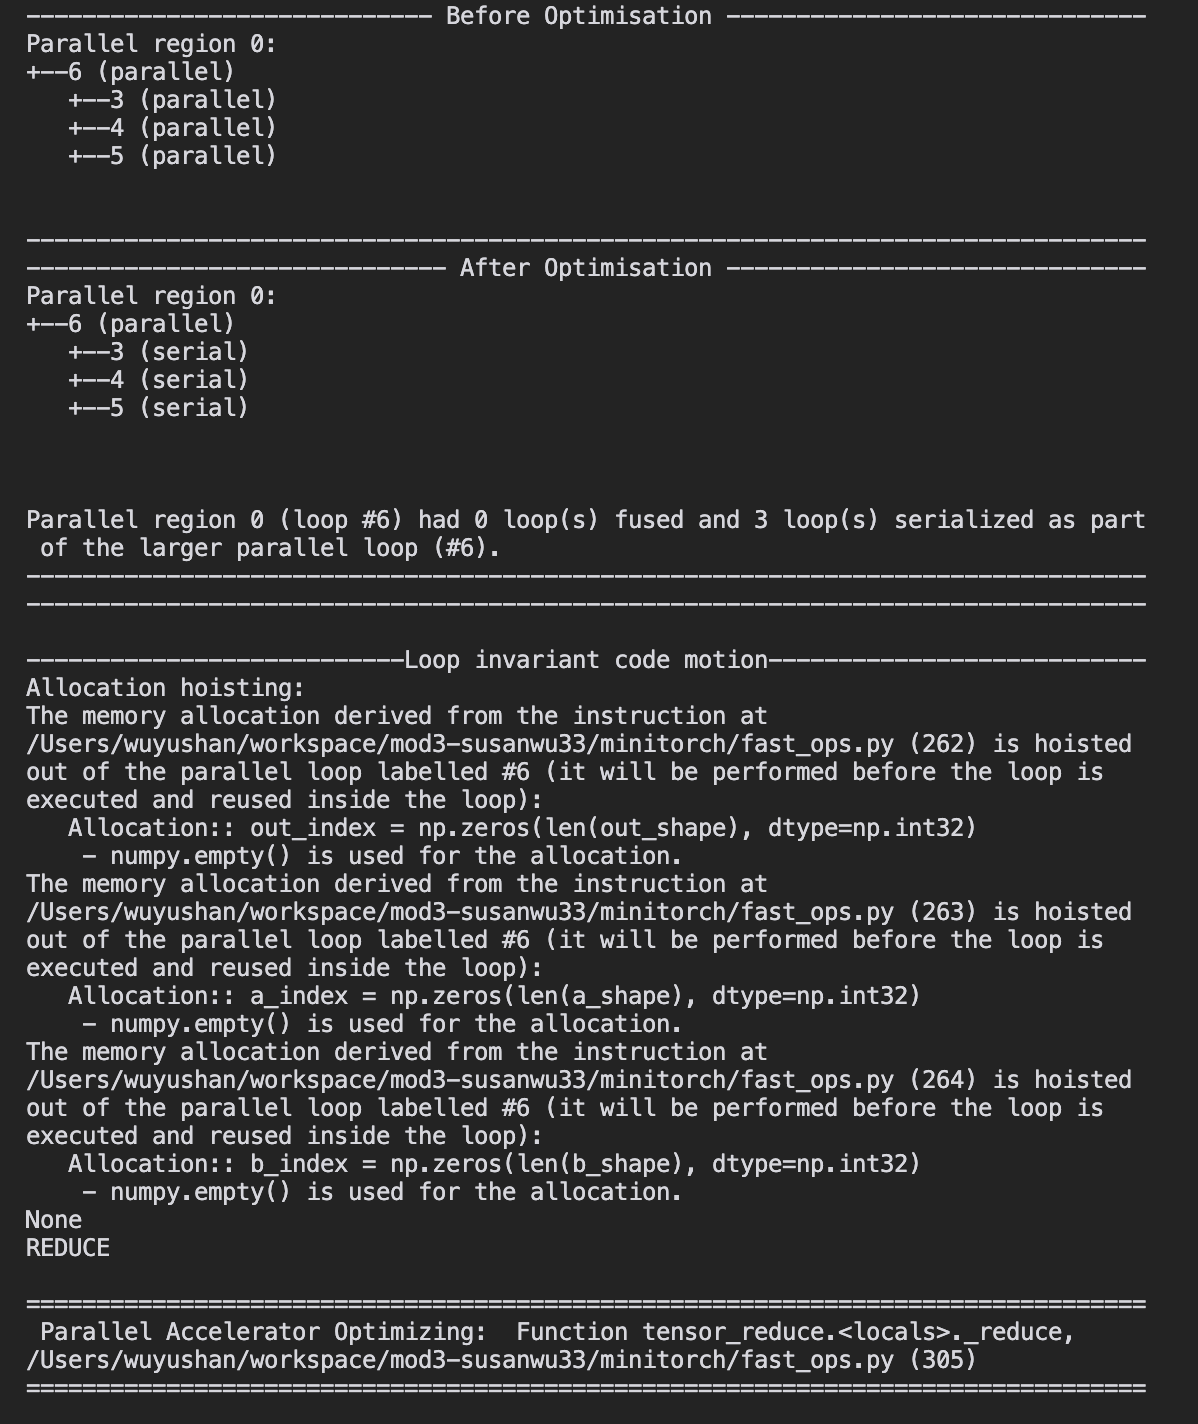 ------------------------------ Before Optimisation ------------------------------
Parallel region 0:
+--6 (parallel)
   +--3 (parallel)
   +--4 (parallel)
   +--5 (parallel)
--------------------------------------------------------------------------------
------------------------------ After Optimisation ------------------------------
Parallel region 0:
+--6 (parallel)
   +--3 (serial)
   +--4 (serial)
   +--5 (serial)
Parallel region 0 (loop #6) had 0 loop(s) fused and 3 loop(s) serialized as part
 of the larger parallel loop (#6).
--------------------------------------------------------------------------------
--------------------------------------------------------------------------------
---------------------------Loop invariant code motion---------------------------
Allocation hoisting:
The memory allocation derived from the instruction at
/Users/wuyushan/workspace/mod3-susanwu33/minitorch/fast_ops.py (262) is hoisted
out of the parallel loop labelled #6 (it will be performed before the loop is
executed and reused inside the loop):
   Allocation:: out_index = np.zeros(len(out_shape), dtype=np.int32)
    - numpy.empty() is used for the allocation.
The memory allocation derived from the instruction at
/Users/wuyushan/workspace/mod3-susanwu33/minitorch/fast_ops.py (263) is hoisted
out of the parallel loop labelled #6 (it will be performed before the loop is
executed and reused inside the loop):
   Allocation:: a_index = np.zeros(len(a_shape), dtype=np.int32)
    - numpy.empty() is used for the allocation.
The memory allocation derived from the instruction at
/Users/wuyushan/workspace/mod3-susanwu33/minitorch/fast_ops.py (264) is hoisted
out of the parallel loop labelled #6 (it will be performed before the loop is
executed and reused inside the loop):
   Allocation:: b_index = np.zeros(len(b_shape), dtype=np.int32)
    - numpy.empty() is used for the allocation.
None
REDUCE
================================================================================
 Parallel Accelerator Optimizing:  Function tensor_reduce.<locals>._reduce,
/Users/wuyushan/workspace/mod3-susanwu33/minitorch/fast_ops.py (305)
================================================================================